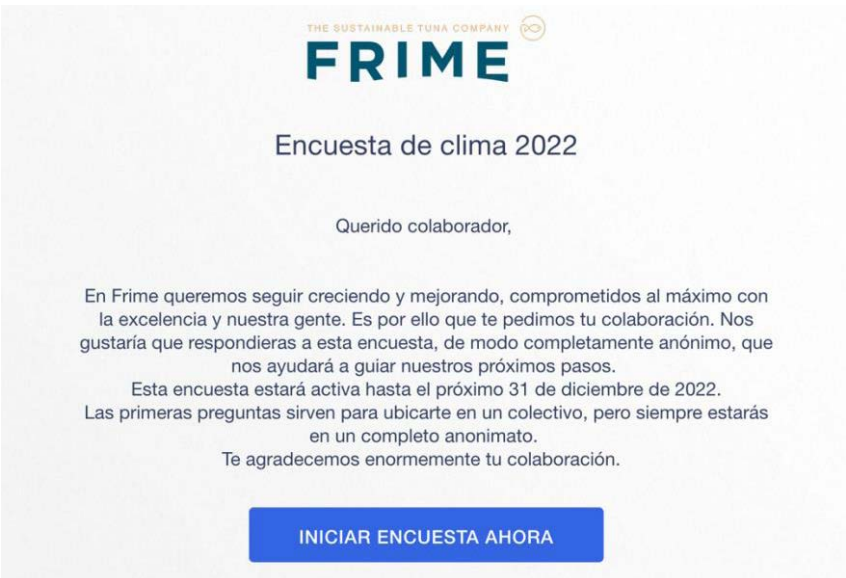 THE SUSTAINABLE TUNA COMPANY
FRIME
Encuesta de clima 2022
Querido colaborador,
En Frime queremos seguir creciendo y mejorando, comprometidos al máximo con
la excelencia y nuestra gente. Es por ello que te pedimos tu colaboración. Nos
gustaría que respondieras a esta encuesta, de modo completamente anónimo, que
nos ayudará a guiar nuestros próximos pasos.
Esta encuesta estará activa hasta el próximo 31 de diciembre de 2022.
Las primeras preguntas sirven para ubicarte en un colectivo, pero siempre estarás
en un completo anonimato.
Te agradecemos enormemente tu colaboración.
INICIAR ENCUESTA AHORA